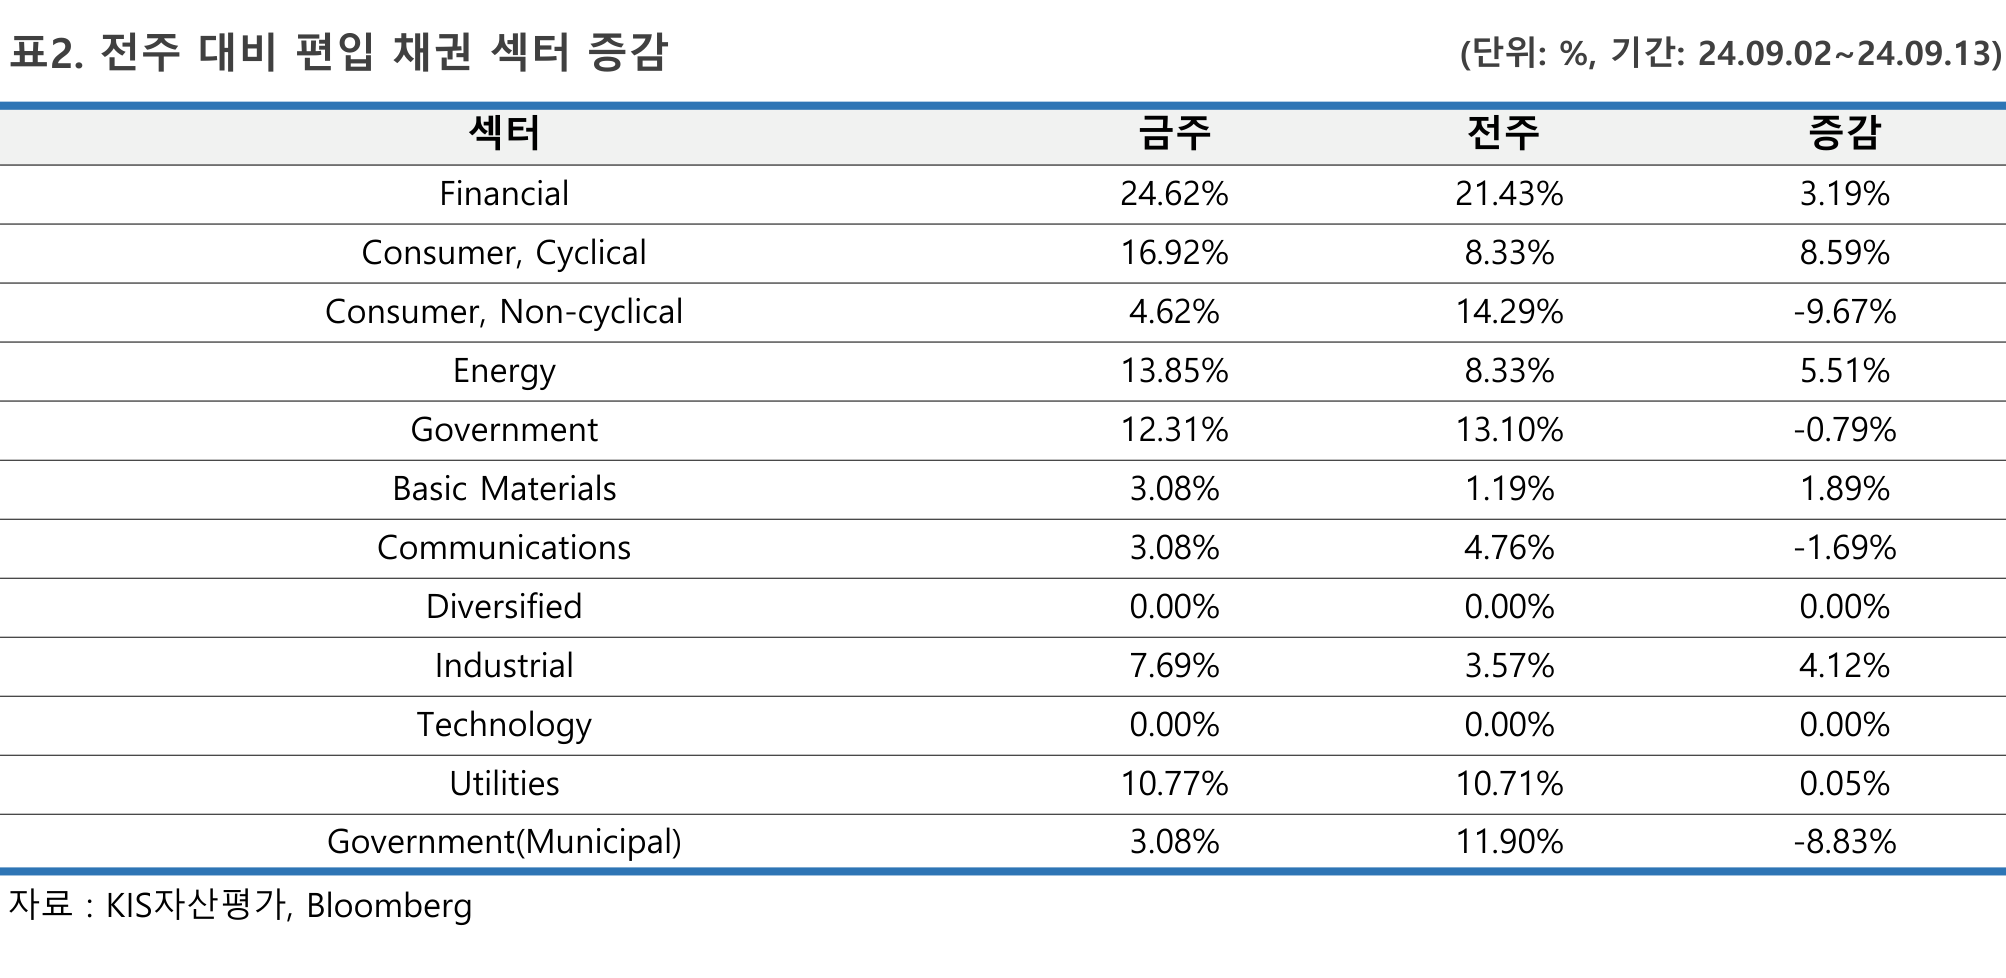 표2. 전주 대비 편입 채권 섹터 증감 (단위: %, 기간: 24.09.02~24.09.13)
섹터 금주 전주 증감
Financial 24.62% 21.43% 3.19%
Consumer, Cyclical 16.92% 8.33% 8.59%
Consumer, Non-cyclical 4.62% 14.29% -9.67%
Energy 13.85% 8.33% 5.51%
Government 12.31% 13.10% -0.79%
Basic Materials 3.08% 1.19% 1.89%
Communications 3.08% 4.76% -1.69%
Diversified 0.00% 0.00% 0.00%
Industrial 7.69% 3.57% 4.12%
Technology 0.00% 0.00% 0.00%
Utilities 10.77% 10.71% 0.05%
Government(Municipal) 3.08% 11.90% -8.83%
자료 : KIS자산평가, Bloomberg